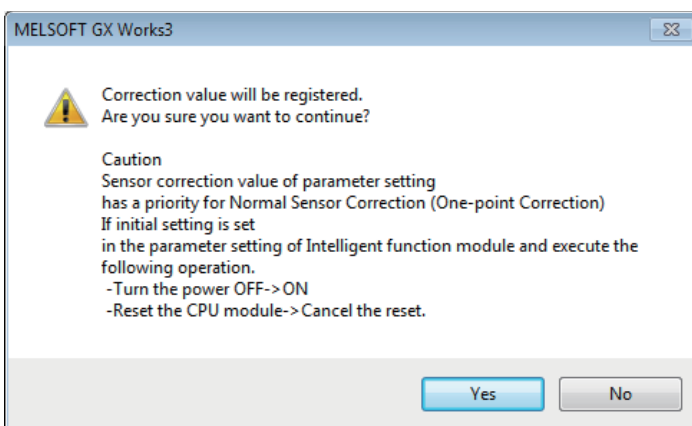 MELSOFT GX Works3
Correction value will be registered.
Are you sure you want to continue?
Caution
Sensor correction value of parameter setting
has a priority for Normal Sensor Correction (One-point Correction)
If initial setting is set
in the parameter setting of Intelligent function module and execute the
following operation.
-Turn the power OFF->ON
-Reset the CPU module->Cancel the reset.
Yes
No